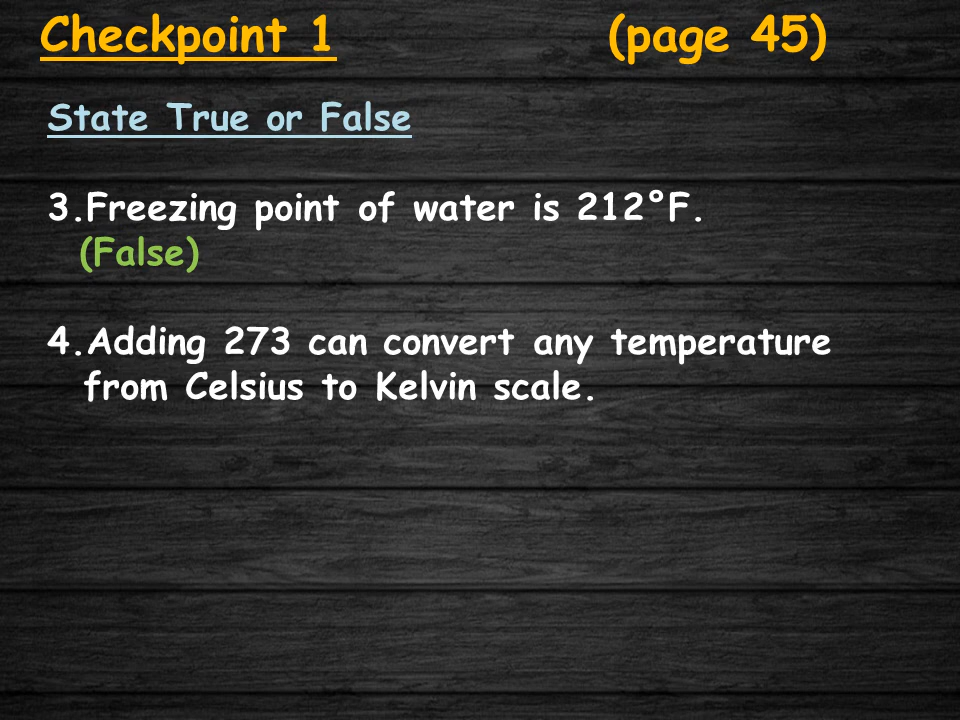 Checkpoint 1 (page 45)
State True or False
3.Freezing point of water is 212°F.
(False)
4.Adding 273 can convert any temperature
from Celsius to Kelvin scale.